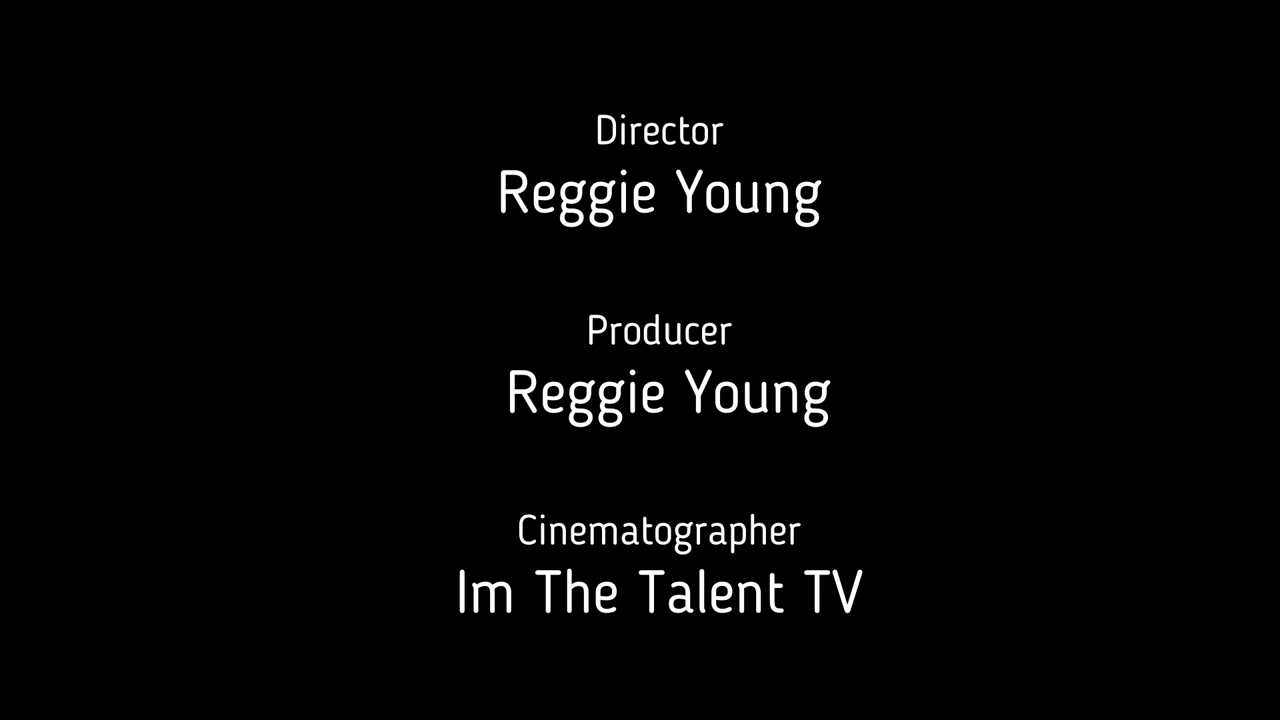 Director
Reggie Young
Producer
Reggie Young
Cinematographer
Im The Talent TV